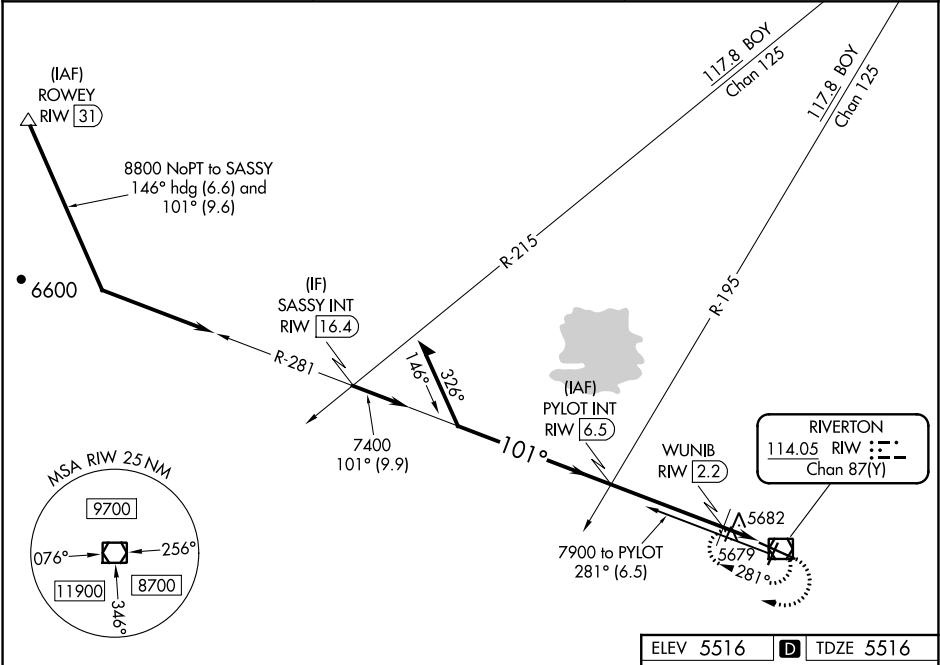 (IAF)
ROWEY
RIW 31
8800 NoPT to SASSY
146° hdg (6.6) and
101° (9.6)
6600
117.8 BOY
Chan 125
117.8 BOY
Chan 125
R-215
R-195
(IF)
SASSY INT
RIW 16.4
R-281
146°
326°
7400
101° (9.9)
101°
(IAF)
PYLOT INT
RIW 6.5
WUNIB
RIW 2.2
RIVERTON
114.05 RIW
Chan 87(Y)
5682
5679
281°
7900 to PYLOT
281° (6.5)
MSA RIW 25 NM
9700
076°
256°
11900
8700
346°
ELEV 5516 D TDZE 5516